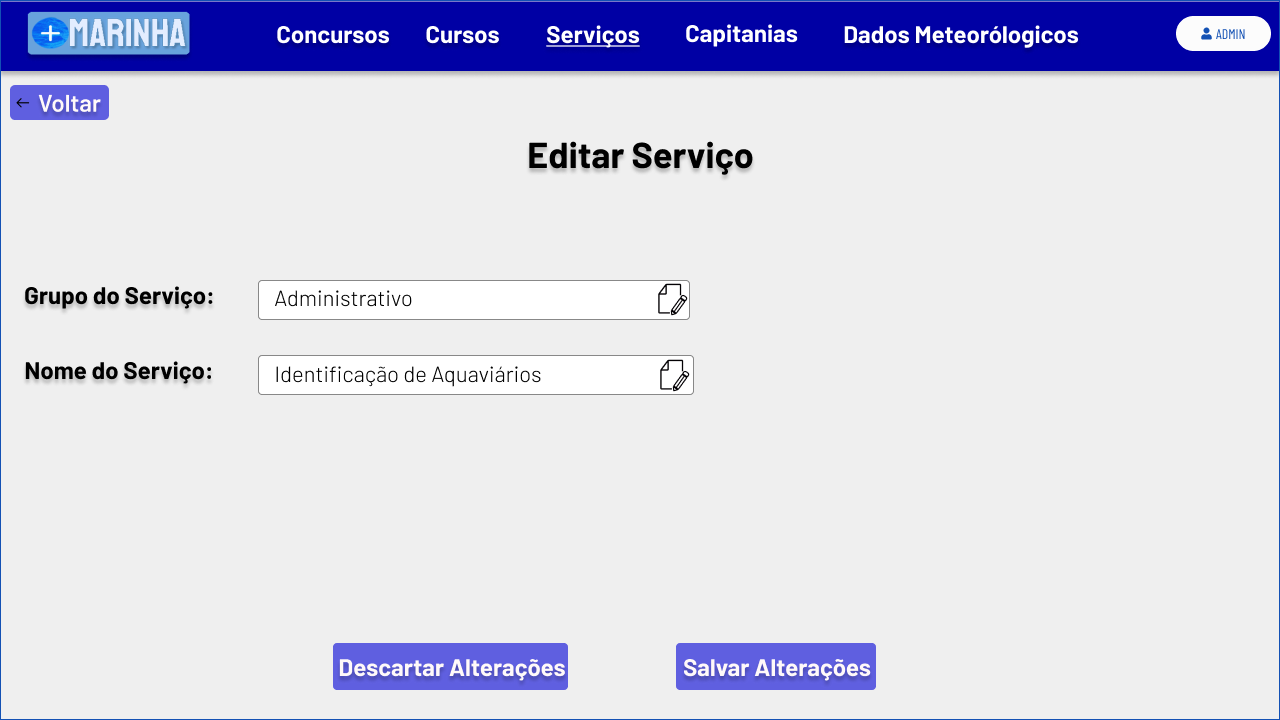 +MARINHA
Concursos Cursos Serviços Capitanias Dados Meteorólogicos
ADMIN
← Voltar
Editar Serviço
Grupo do Serviço: Administrativo
Nome do Serviço: Identificação de Aquaviários
Descartar Alterações Salvar Alterações